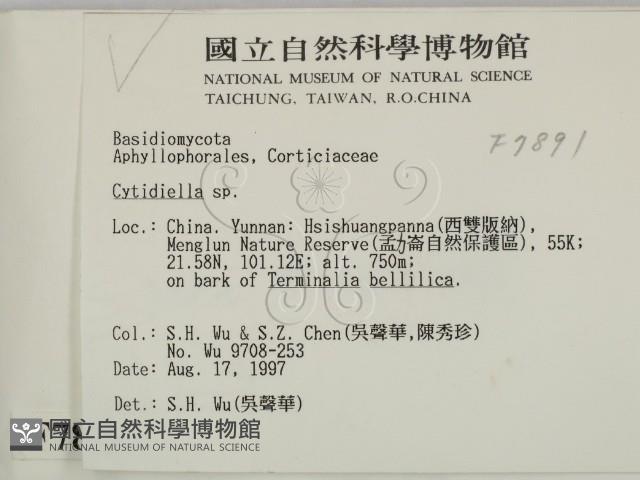 國立自然科學博物館
NATIONAL MUSEUM OF NATURAL SCIENCE
TAICHUNG, TAIWAN, R.O.CHINA
F7891
Basidiomycota
Aphyllophorales, Corticiaceae
Cytidiella sp.
Loc.: China. Yunnan: Hsishuangpanna(西雙版納),
Menglun Nature Reserve(孟力崙自然保護區), 55K;
21.58N, 101.12E; alt. 750m;
on bark of Terminalia bellilica.
Col.: S.H. Wu & S.Z. Chen(吳聲華,陳秀珍)
No. Wu 9708-253
Date: Aug. 17, 1997
Det.: S.H. Wu(吳聲華)
F78
國立自然科學博物館
NATIONAL MUSEUM OF NATURAL SCIENCE